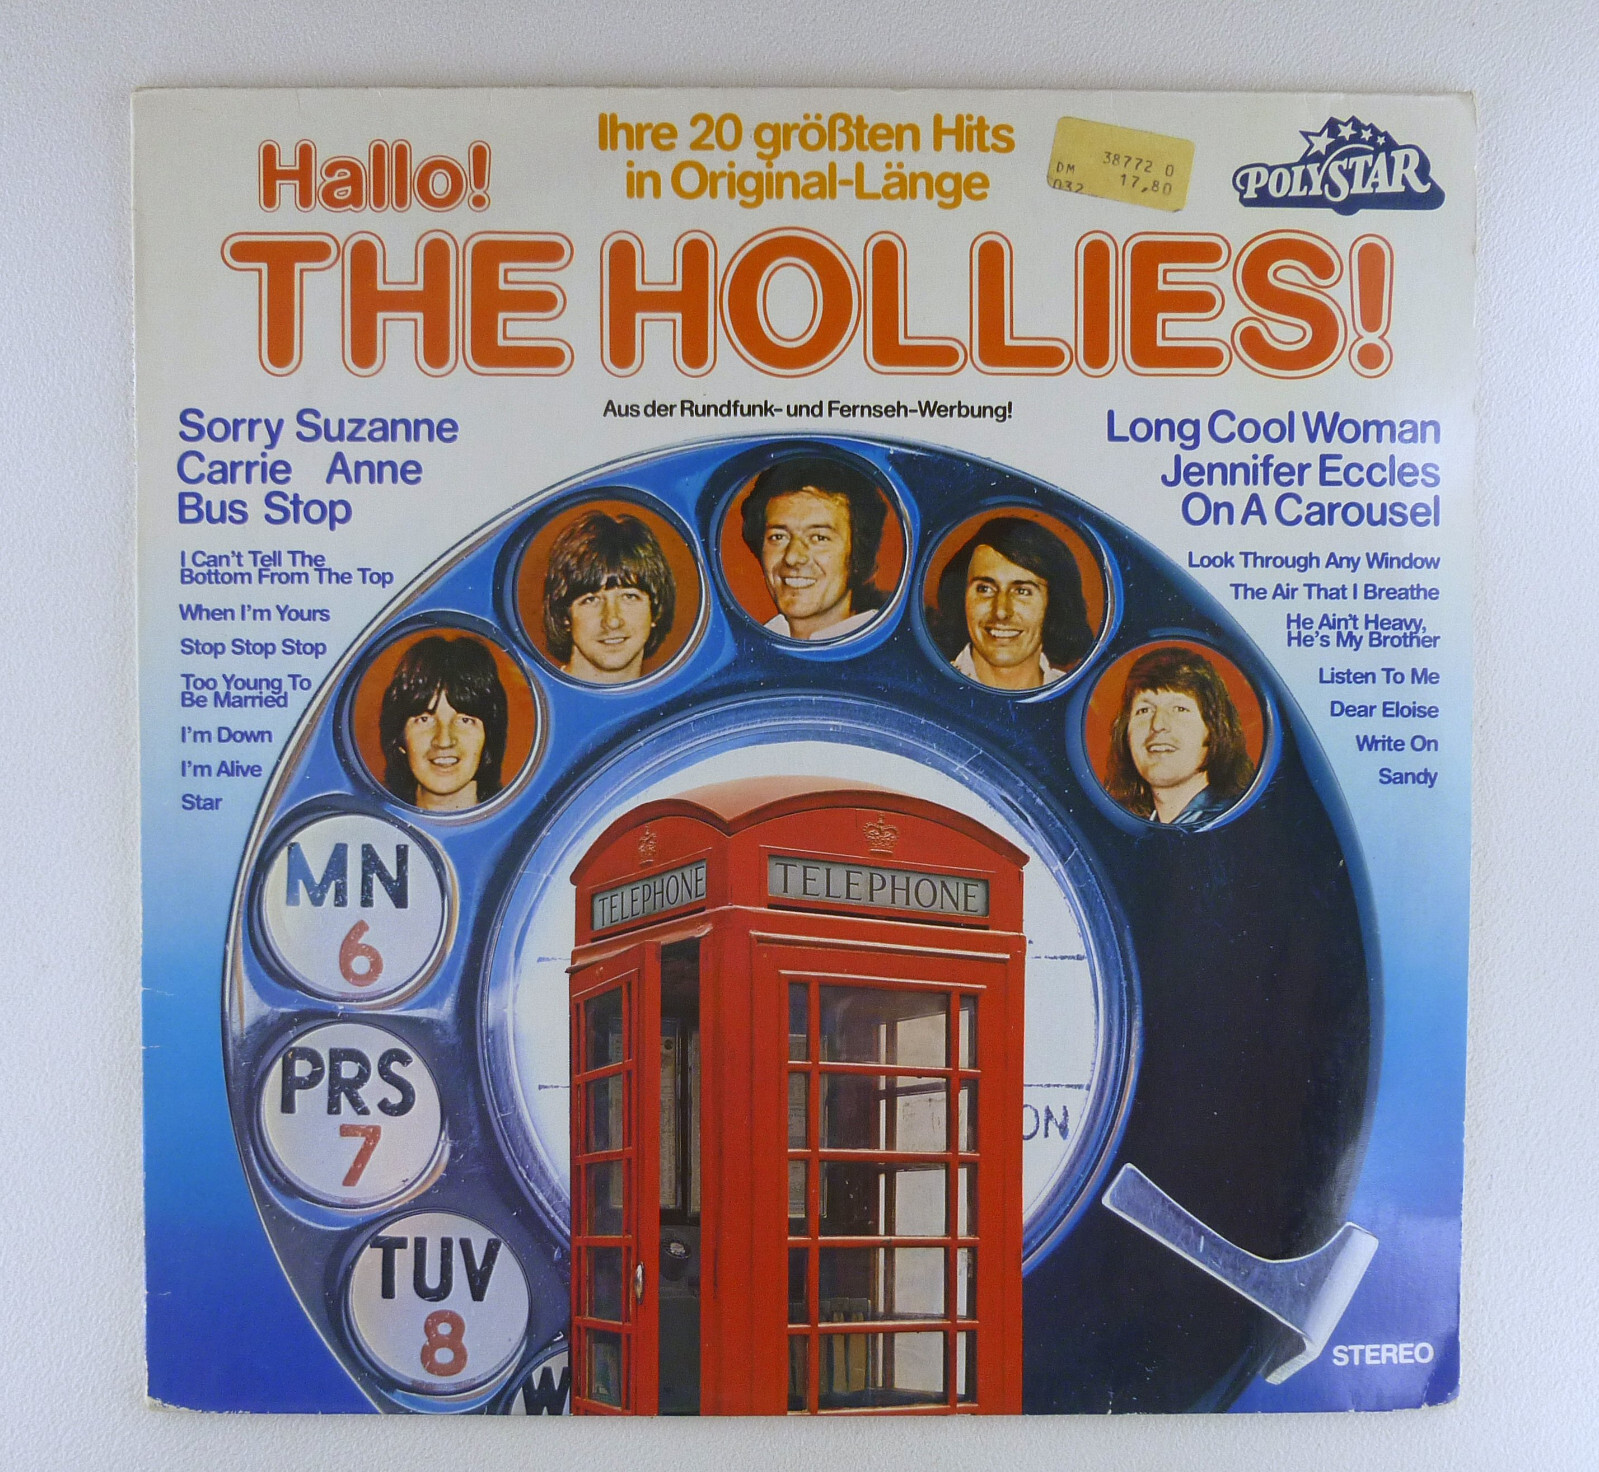 Hallo!
Ihre 20 größten Hits
in Original-Länge
DM 38772 0
032 17,80
POLYSTAR
THE HOLLIES!
Aus der Rundfunk- und Fernseh-Werbung!
Sorry Suzanne
Carrie Anne
Bus Stop
I Can't Tell The
Bottom From The Top
When I'm Yours
Stop Stop Stop
Too Young To
Be Married
I'm Down
I'm Alive
Star
Long Cool Woman
Jennifer Eccles
On A Carousel
Look Through Any Window
The Air That I Breathe
He Ain't Heavy,
He's My Brother
Listen To Me
Dear Eloise
Write On
Sandy
MN
6
PRS
7
TUV
8
W
TELEPHONE
TELEPHONE
ON
STEREO